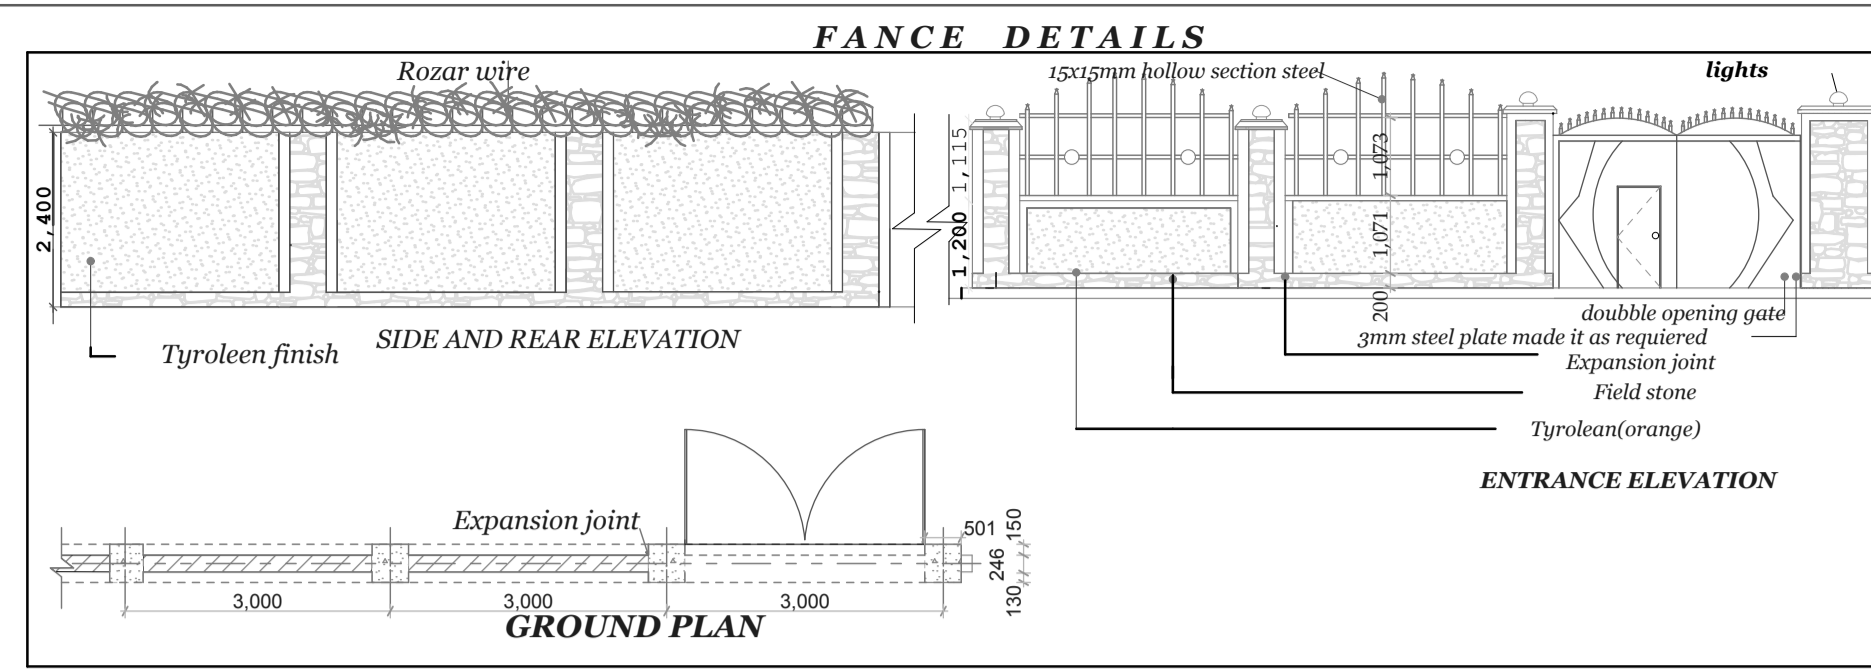 FANCE DETAILS
Rozar wire
15x15mm hollow section steel
lights
2,400
1,115
1,200
1,073
1,071
200
doubble opening gate
3mm steel plate made it as requiered
Expansion joint
Field stone
Tyrolean(orange)
SIDE AND REAR ELEVATION
Tyroleen finish
ENTRANCE ELEVATION
Expansion joint
501
150
246
130
3,000
3,000
3,000
GROUND PLAN